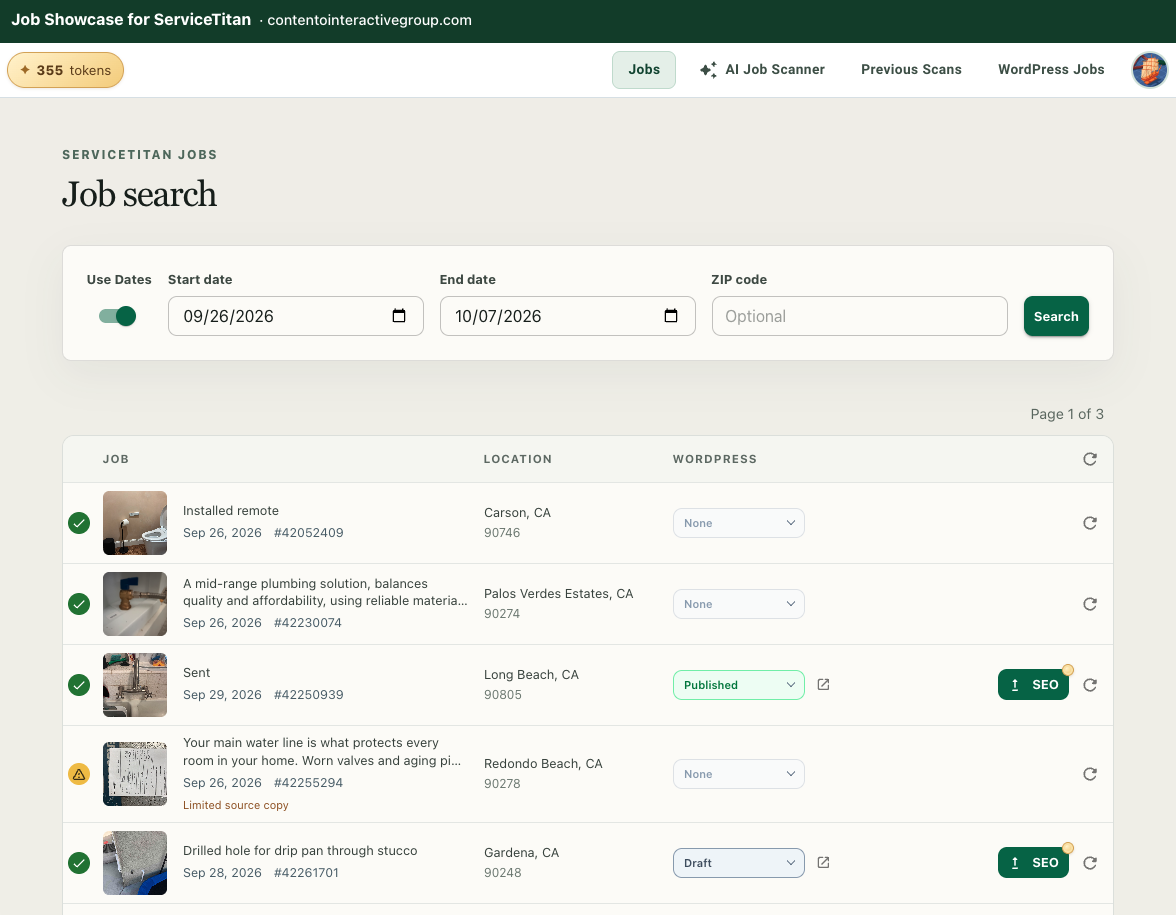 Job Showcase for ServiceTitan · contentointeractivegroup.com
355 tokens
Jobs
AI Job Scanner
Previous Scans
WordPress Jobs
SERVICETITAN JOBS
Job search
Use Dates
Start date
End date
ZIP code
09/26/2026
10/07/2026
Optional
Search
Page 1 of 3
JOB
LOCATION
WORDPRESS
Installed remote
Sep 26, 2026 #42052409
Carson, CA
90746
None
A mid-range plumbing solution, balances
quality and affordability, using reliable materia...
Sep 26, 2026 #42230074
Palos Verdes Estates, CA
90274
None
Sent
Sep 29, 2026 #42250939
Long Beach, CA
90805
Published
SEO
Your main water line is what protects every
room in your home. Worn valves and aging pi...
Sep 26, 2026 #42255294
Limited source copy
Redondo Beach, CA
90278
None
Drilled hole for drip pan through stucco
Sep 28, 2026 #42261701
Gardena, CA
90248
Draft
SEO